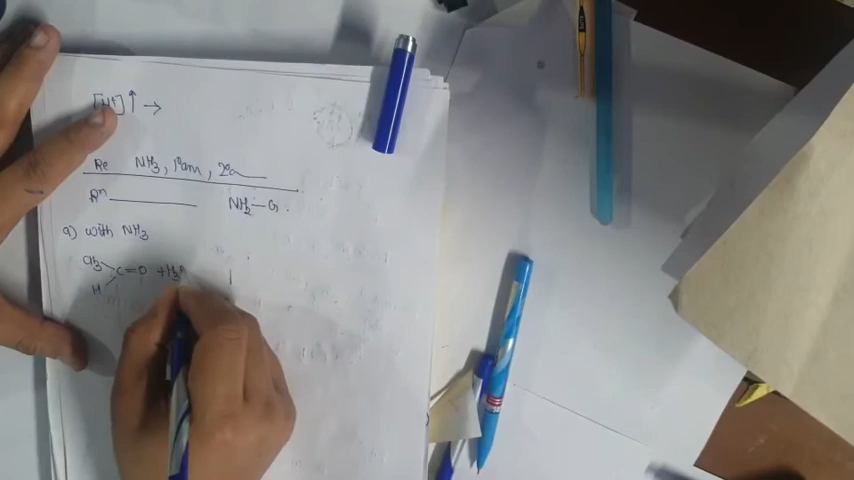 [H⁺]↑ →
Re NH3, 1°am, 2°a
Rⁿ NH2—G.
a) with NH3
CH3
C=O + H3N
H